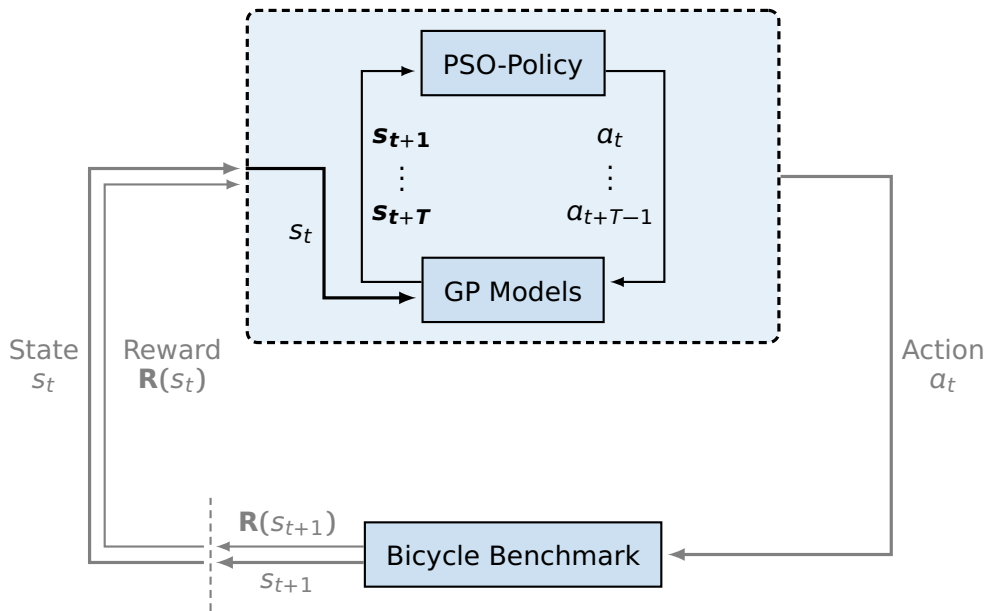 PSO-Policy
s_{t+1}
⋮
s_{t+T}
a_t
⋮
a_{t+T−1}
s_t
GP Models
State
s_t
Reward
R(s_t)
Action
a_t
R(s_{t+1})
s_{t+1}
Bicycle Benchmark